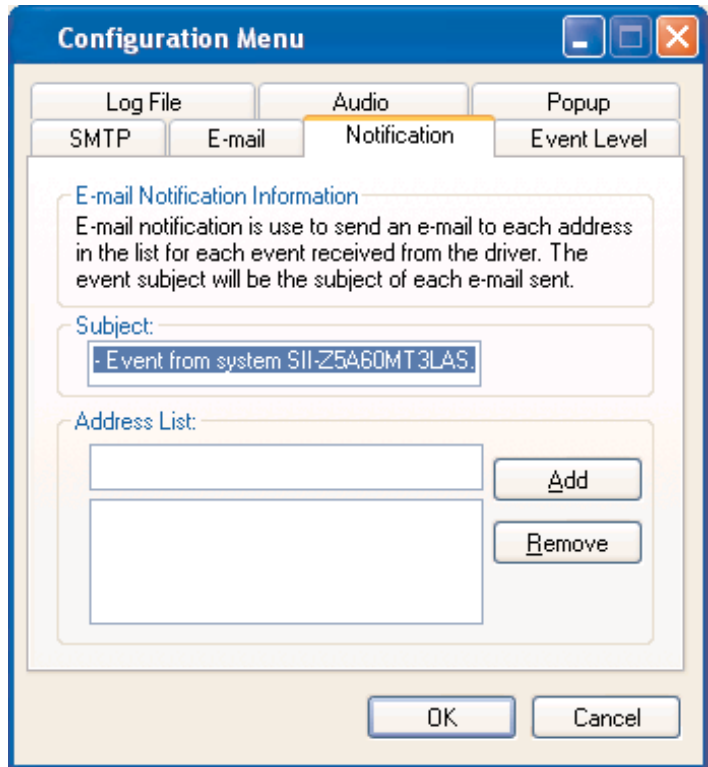 Configuration Menu
Log File Audio Popup
SMTP E-mail Notification Event Level
E-mail Notification Information
E-mail notification is use to send an e-mail to each address
in the list for each event received from the driver. The
event subject will be the subject of each e-mail sent.
Subject:
- Event from system SII-Z5A60MT3LAS.
Address List:
Add
Remove
OK Cancel